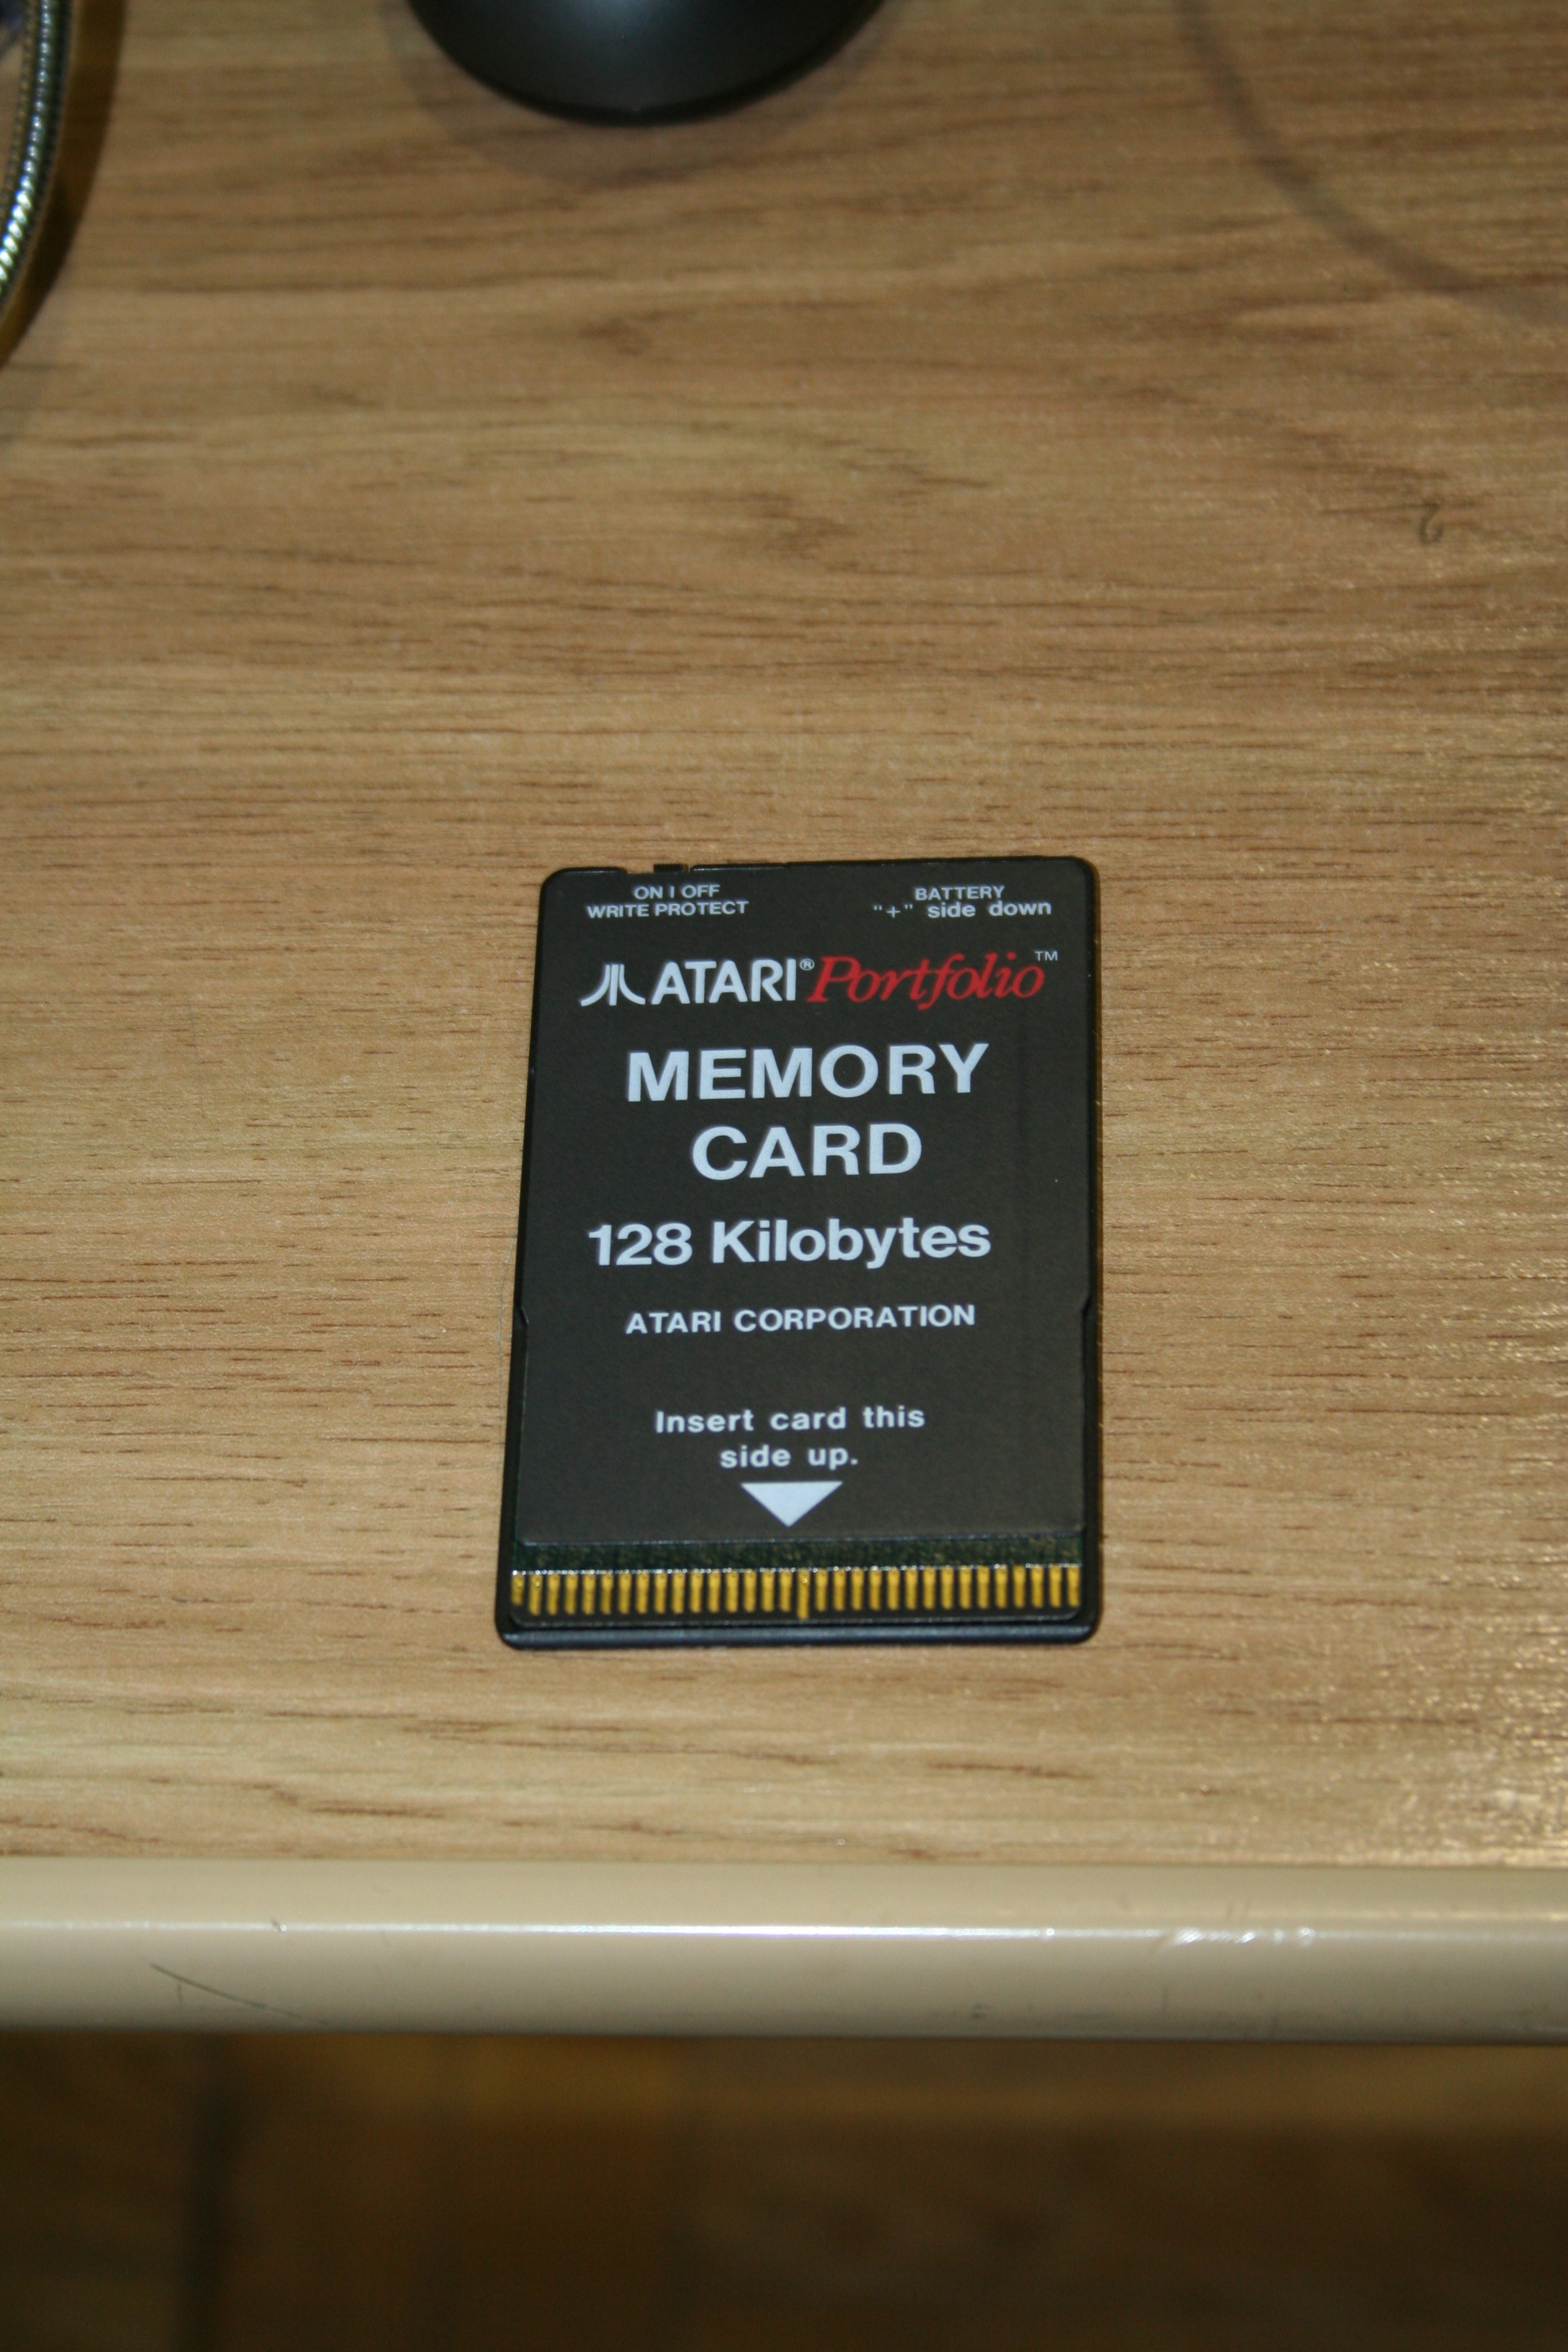 ON | OFF
WRITE PROTECT
BATTERY
"+" side down
ATARI® Portfolio™
MEMORY
CARD
128 Kilobytes
ATARI CORPORATION
Insert card this
side up.